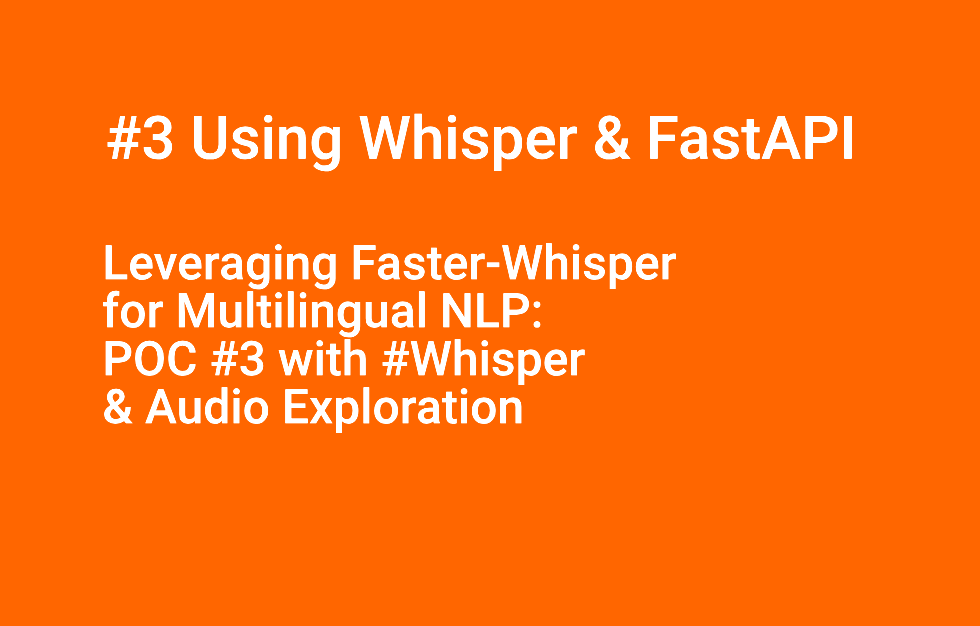 #3 Using Whisper & FastAPI
Leveraging Faster-Whisper
for Multilingual NLP:
POC #3 with #Whisper
& Audio Exploration